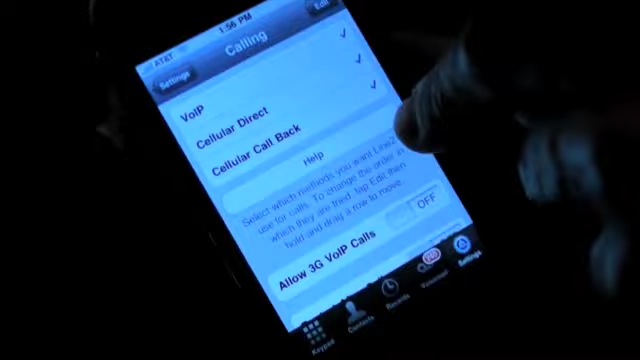 AT&T
1:56 PM
Settings
Calling
Edit
VoIP
Cellular Direct
Cellular Call Back
Help
Select which methods you want Line2
use for calls. To change the order in
which they are tried, tap Edit, then
hold and drag a row to move.
Allow 3G VoIP Calls
OFF
Keypad
Contacts
Recents
Voicemail
Settings